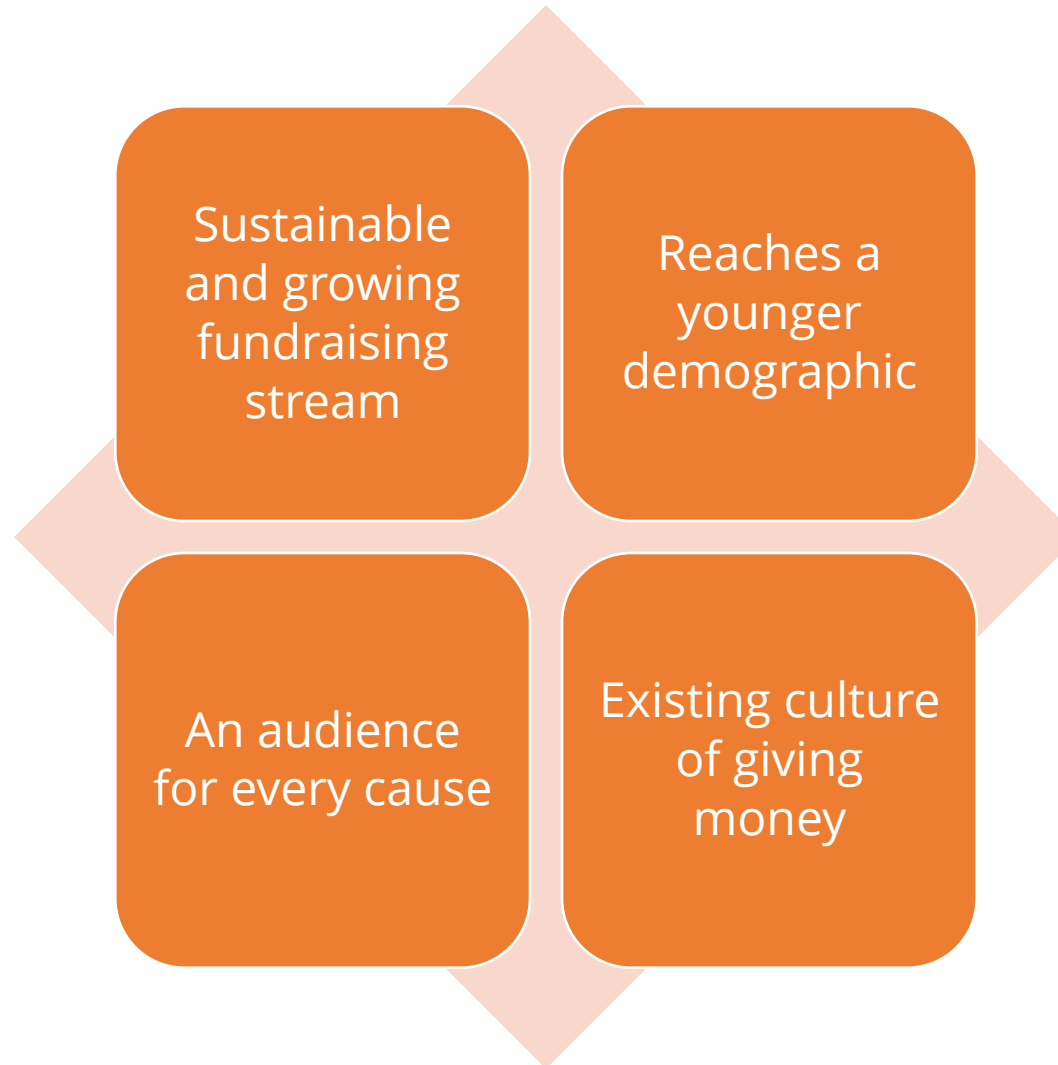 Sustainable
and growing
fundraising
stream
Reaches a
younger
demographic
An audience
for every cause
Existing culture
of giving
money